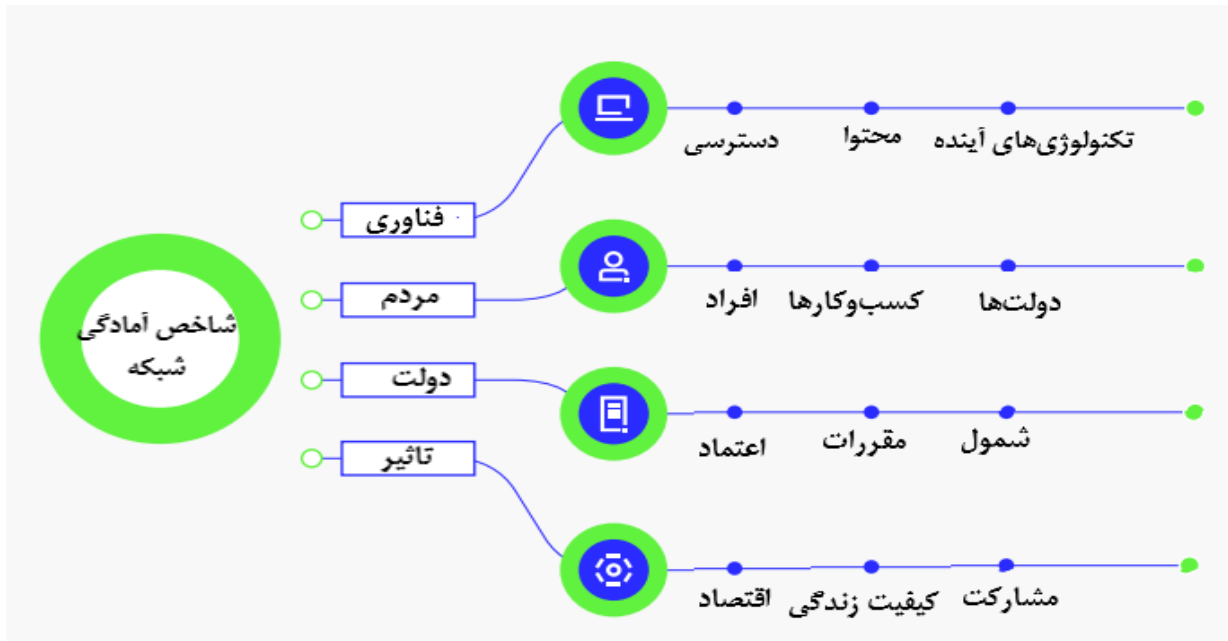 شاخص آمادگی
شبکه
فناوری
دسترسی
محتوا
تکنولوژی‌های آینده
مردم
افراد
کسب‌وکارها
دولت‌ها
دولت
اعتماد
مقررات
شمول
تاثیر
اقتصاد
کیفیت زندگی
مشارکت